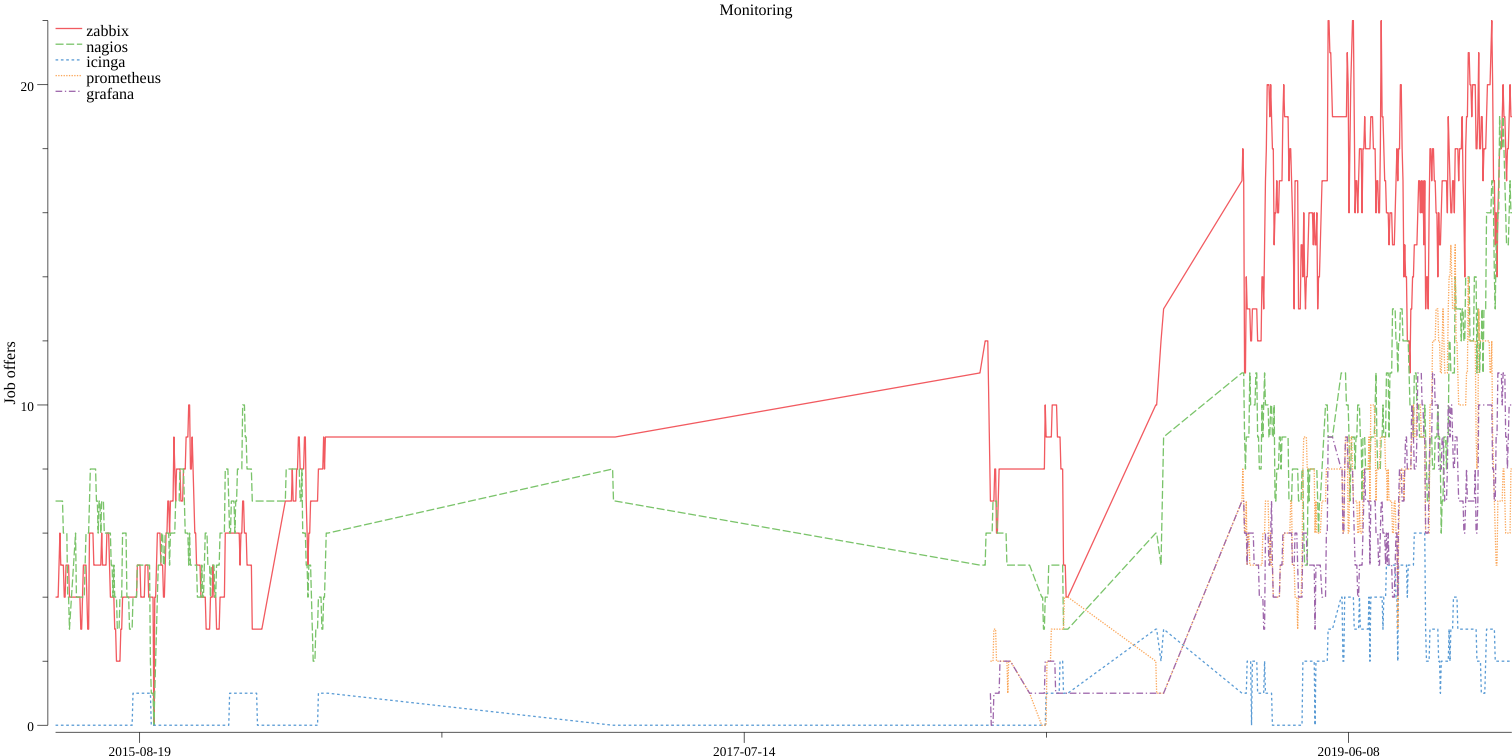 Monitoring
zabbix
nagios
icinga
prometheus
grafana
20
10
0
Job offers
2015-08-19
2017-07-14
2019-06-08